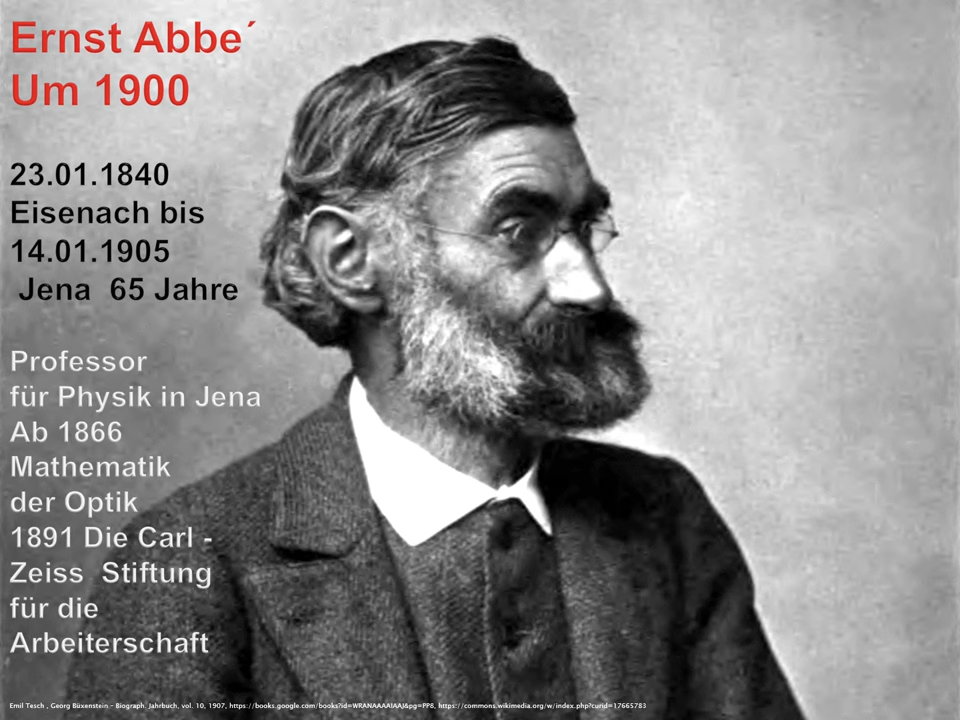 Ernst Abbe´
Um 1900
23.01.1840
Eisenach bis
14.01.1905
Jena 65 Jahre
Professor
für Physik in Jena
Ab 1866
Mathematik
der Optik
1891 Die Carl -
Zeiss Stiftung
für die
Arbeiterschaft
Emil Tesch , Georg Büxenstein - Biograph. Jahrbuch, vol. 10, 1907, https://books.google.com/books?id=WRANAAAAIAAJ&pg=PP8, https://commons.wikimedia.org/w/index.php?curid=17665783